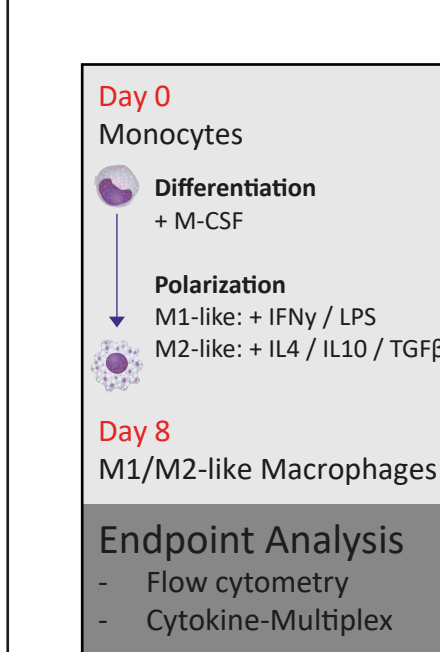 Day 0
Monocytes
Differentiation
+ M-CSF
Polarization
M1-like: + IFNy / LPS
M2-like: + IL4 / IL10 / TGFβ
Day 8
M1/M2-like Macrophages
Endpoint Analysis
- Flow cytometry
- Cytokine-Multiplex